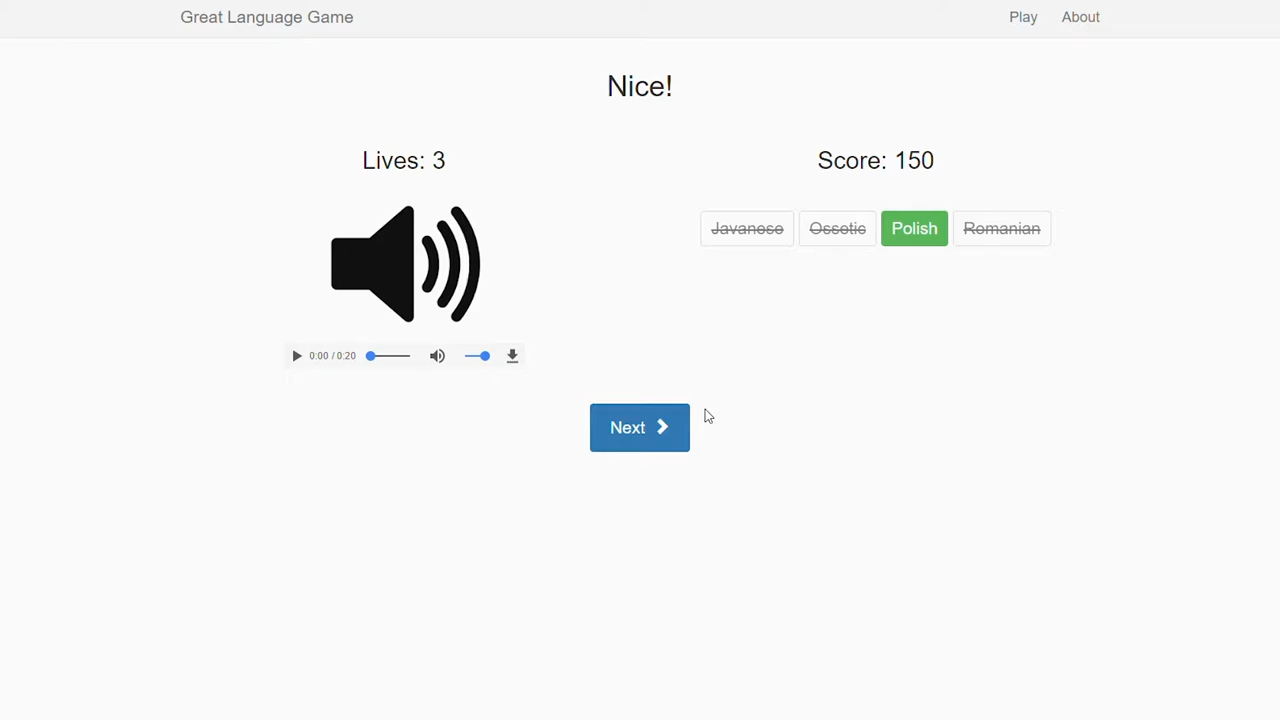 Great Language Game
Play
About
Nice!
Lives: 3
Score: 150
Javanese
Ossetic
Polish
Romanian
0:00 / 0:20
Next